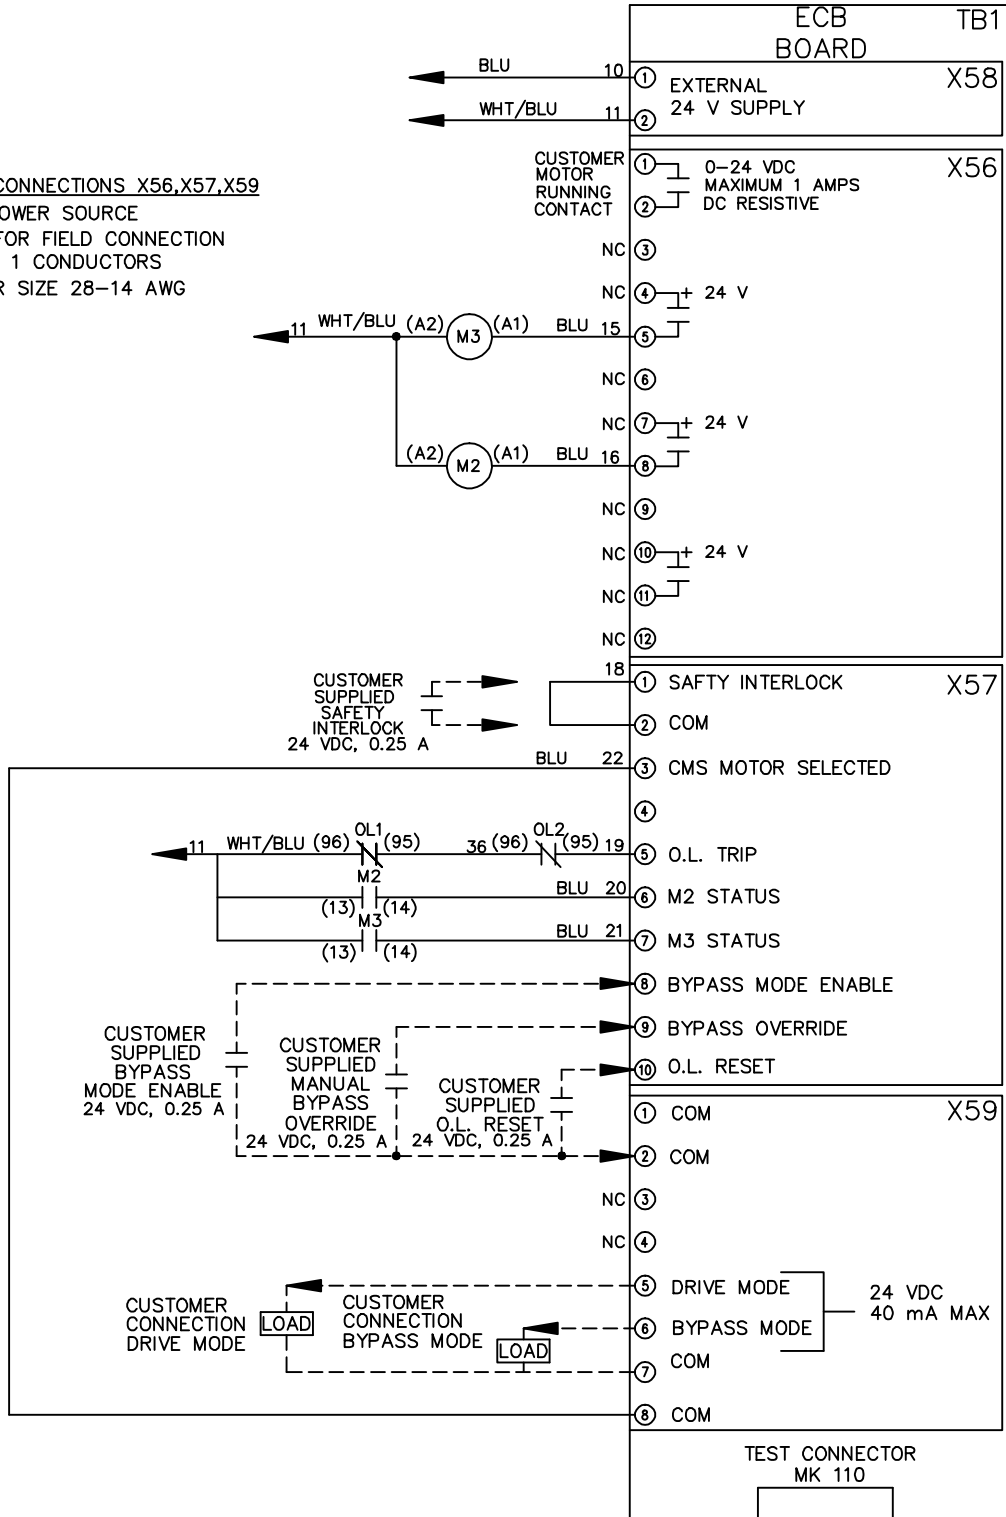 ECB
BOARD
TB1
BLU 10 1 EXTERNAL X58
WHT/BLU 11 2 24 V SUPPLY
CONNECTIONS X56,X57,X59
OWER SOURCE
FOR FIELD CONNECTION
1 CONDUCTORS
R SIZE 28-14 AWG
CUSTOMER
MOTOR
RUNNING
CONTACT
1 0-24 VDC X56
MAXIMUM 1 AMPS
2 DC RESISTIVE
NC 3
NC 4 + 24 V
11 WHT/BLU (A2) M3 (A1) BLU 15 5
NC 6
NC 7 + 24 V
(A2) M2 (A1) BLU 16 8
NC 9
NC 10 + 24 V
NC 11
NC 12
CUSTOMER
SUPPLIED
SAFETY
INTERLOCK
24 VDC, 0.25 A
18 1 SAFTY INTERLOCK X57
2 COM
BLU 22 3 CMS MOTOR SELECTED
4
11 WHT/BLU (96) OL1 (95) 36 (96) OL2 (95) 19 5 O.L. TRIP
M2
(13) (14) BLU 20 6 M2 STATUS
M3
(13) (14) BLU 21 7 M3 STATUS
8 BYPASS MODE ENABLE
9 BYPASS OVERRIDE
10 O.L. RESET
CUSTOMER
SUPPLIED
BYPASS
MODE ENABLE
24 VDC, 0.25 A
CUSTOMER
SUPPLIED
MANUAL
BYPASS
OVERRIDE
24 VDC, 0.25 A
CUSTOMER
SUPPLIED
O.L. RESET
24 VDC, 0.25 A
1 COM X59
2 COM
NC 3
NC 4
5 DRIVE MODE
6 BYPASS MODE
24 VDC
40 mA MAX
7 COM
8 COM
CUSTOMER
CONNECTION
DRIVE MODE
LOAD
CUSTOMER
CONNECTION
BYPASS MODE
LOAD
TEST CONNECTOR
MK 110